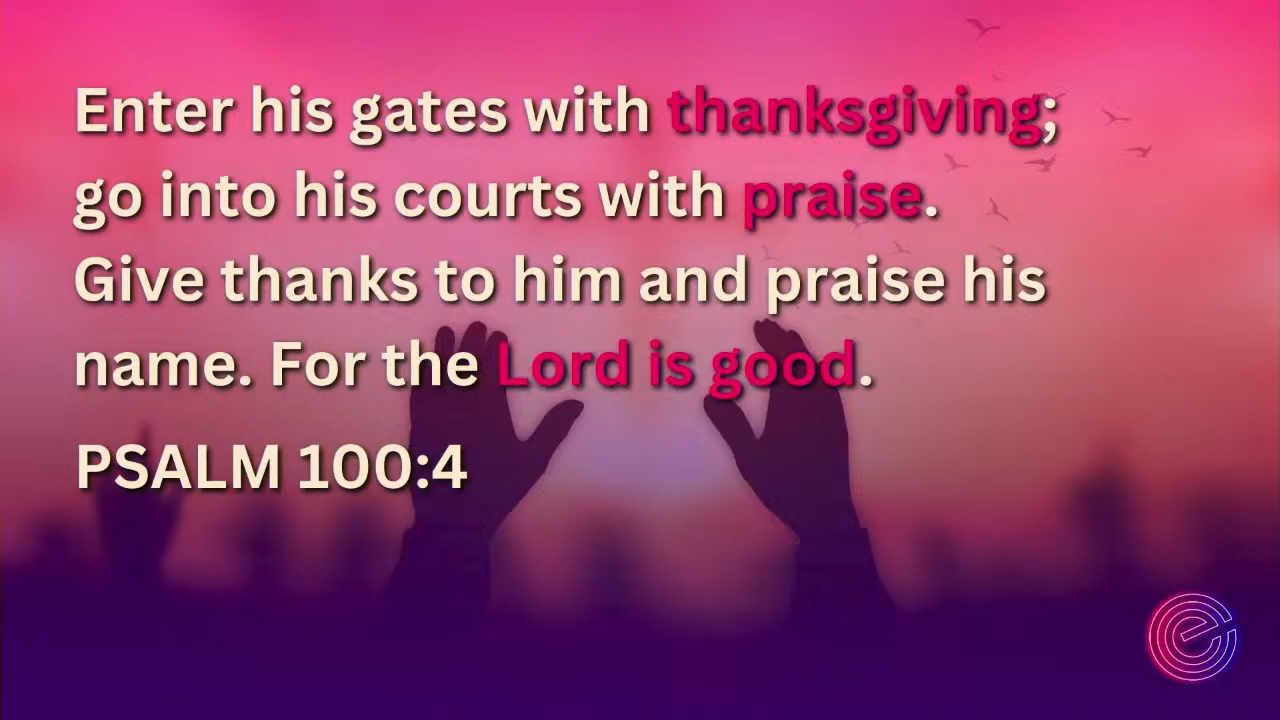 Enter his gates with thanksgiving;
go into his courts with praise.
Give thanks to him and praise his
name. For the Lord is good.
PSALM 100:4